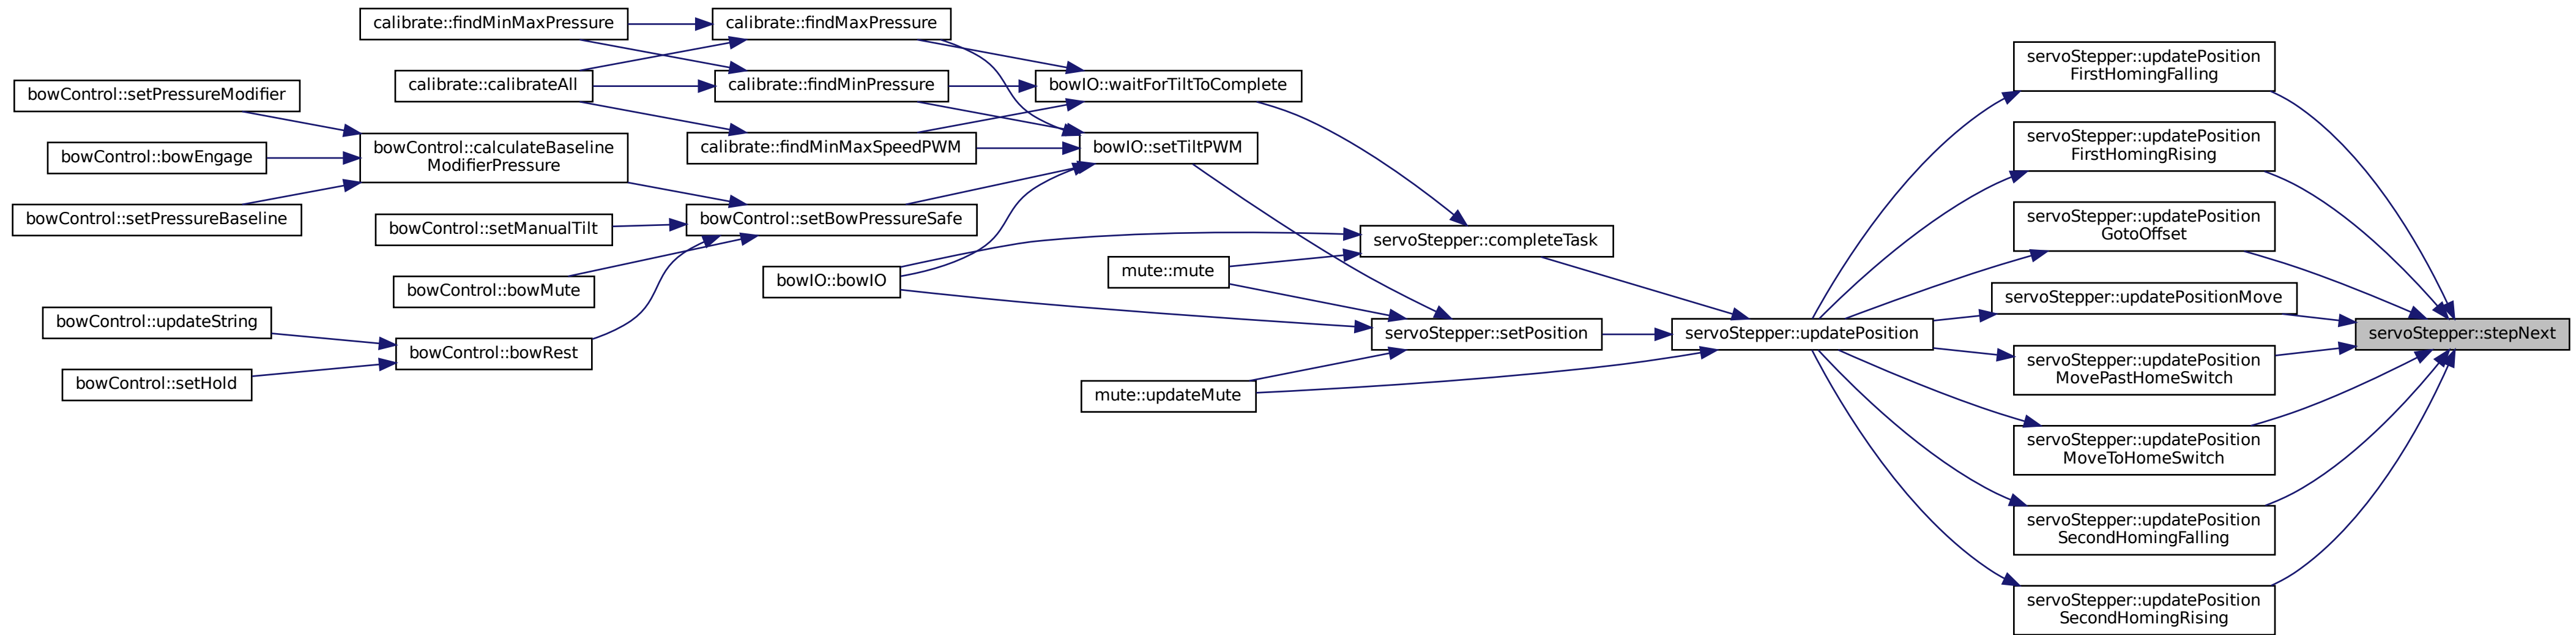 calibrate::findMinMaxPressure
calibrate::findMaxPressure
servoStepper::updatePosition
FirstHomingFalling
bowControl::setPressureModifier
calibrate::calibrateAll
calibrate::findMinPressure
bowIO::waitForTiltToComplete
servoStepper::updatePosition
FirstHomingRising
bowControl::bowEngage
bowControl::calculateBaseline
ModifierPressure
calibrate::findMinMaxSpeedPWM
bowIO::setTiltPWM
bowControl::setPressureBaseline
bowControl::setManualTilt
bowControl::setBowPressureSafe
servoStepper::completeTask
servoStepper::updatePosition
GotoOffset
bowControl::bowMute
bowIO::bowIO
mute::mute
servoStepper::updatePositionMove
bowControl::updateString
bowControl::bowRest
servoStepper::setPosition
servoStepper::updatePosition
servoStepper::stepNext
bowControl::setHold
mute::updateMute
servoStepper::updatePosition
MovePastHomeSwitch
servoStepper::updatePosition
MoveToHomeSwitch
servoStepper::updatePosition
SecondHomingFalling
servoStepper::updatePosition
SecondHomingRising